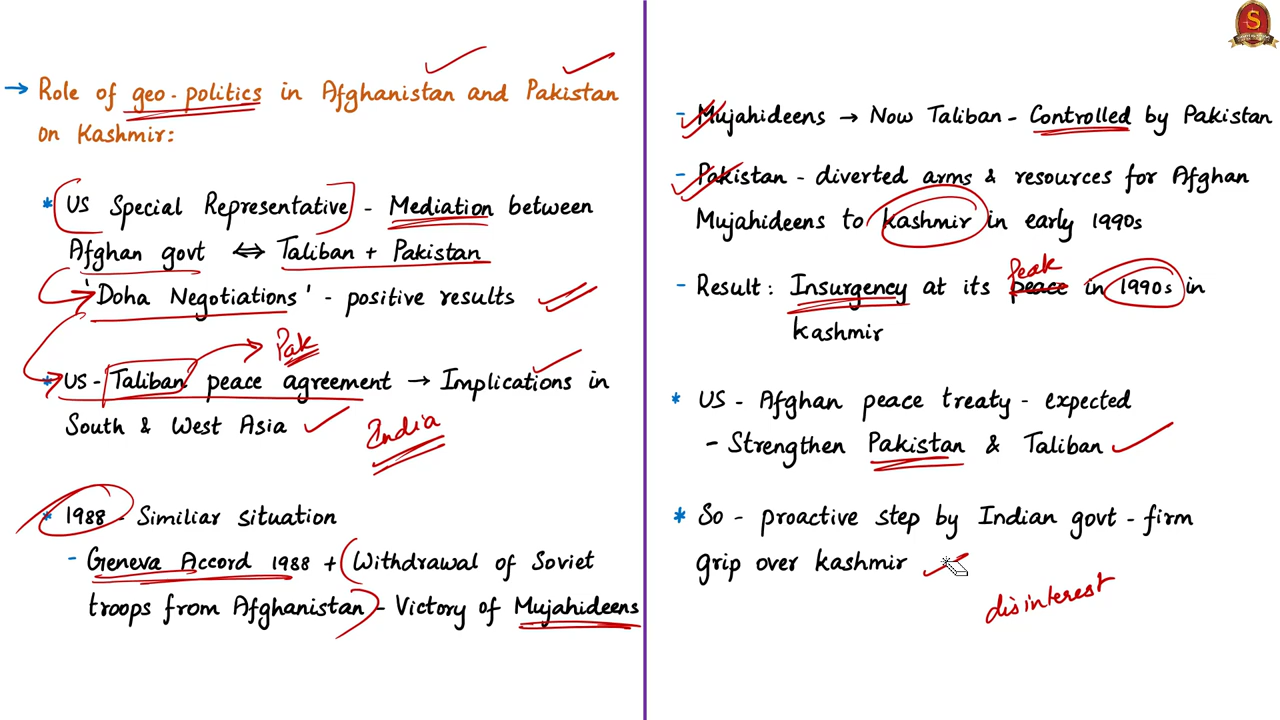 → Role of geo-politics in Afghanistan and Pakistan
on Kashmir:
* US Special Representative - Mediation between
Afghan govt ⇔ Taliban + Pakistan
'Doha Negotiations' - positive results
Pak
* US - Taliban peace agreement → Implications in
South & West Asia
India
* 1988 - Similiar situation
- Geneva Accord 1988 + (Withdrawal of Soviet
troops from Afghanistan) - Victory of Mujahideens
- Mujahideens → Now Taliban - Controlled by Pakistan
- Pakistan - diverted arms & resources for Afghan
Mujahideens to Kashmir in early 1990s
Peak
- Result: Insurgency at its peace in 1990s in
Kashmir
* US - Afghan peace treaty - expected
- Strengthen Pakistan & Taliban
* So - proactive step by Indian govt - firm
grip over Kashmir
disinterest
S